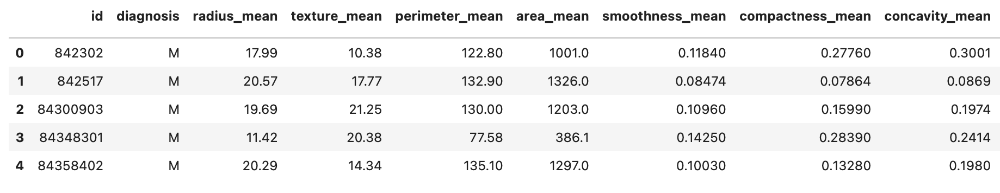 id diagnosis radius_mean texture_mean perimeter_mean area_mean smoothness_mean compactness_mean concavity_mean
0 842302 M 17.99 10.38 122.80 1001.0 0.11840 0.27760 0.3001
1 842517 M 20.57 17.77 132.90 1326.0 0.08474 0.07864 0.0869
2 84300903 M 19.69 21.25 130.00 1203.0 0.10960 0.15990 0.1974
3 84348301 M 11.42 20.38 77.58 386.1 0.14250 0.28390 0.2414
4 84358402 M 20.29 14.34 135.10 1297.0 0.10030 0.13280 0.1980